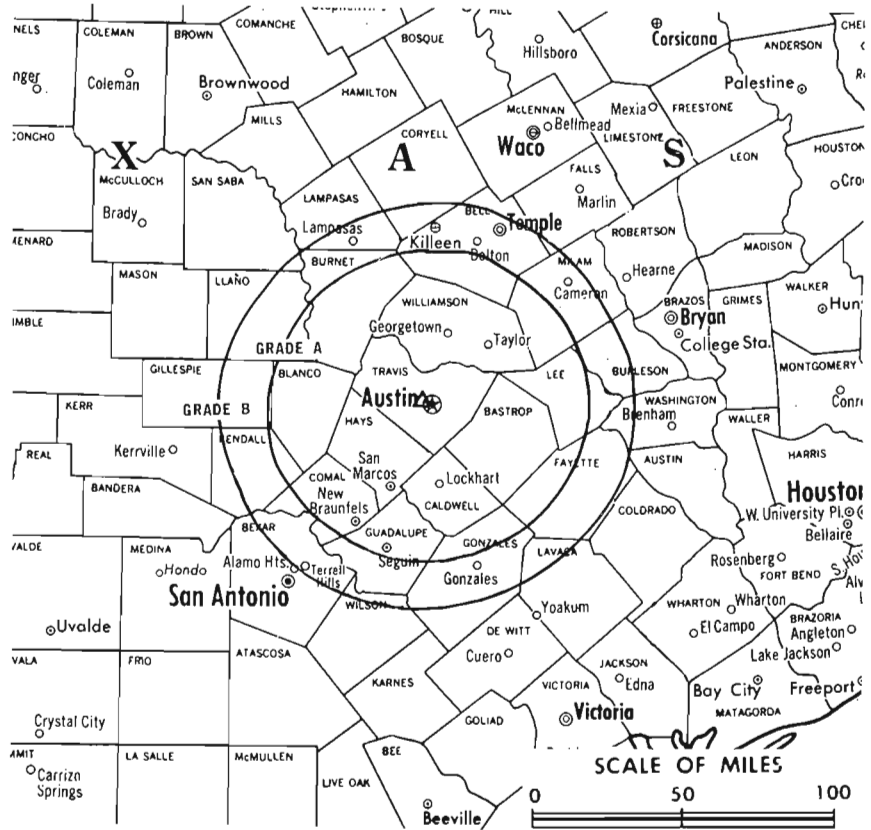 NELS
COLEMAN
BROWN
COMANCHE
HILL
BOSQUE
Corsicana
Hillsboro
ANDERSON
nger
Coleman
Brownwood
HAMILTON
MILLS
McLENNAN
Bellmead
Mexia
FREESTONE
Palestine
CONCHO
X
A
CORYELL
Waco
LIMESTONE
S
LEON
HOUSTON
Cro
McCULLOCH
SAN SABA
FALLS
Marlin
Brady
LAMPASAS
Lampasas
BELL
Temple
Killeen
Belton
ROBERTSON
MENARD
MADISON
MASON
LLANO
BURNET
MILAM
Cameron
Hearne
WALKER
WILLIAMSON
BRAZOS
GRIMES
Hun
IMBLE
Georgetown
Taylor
Bryan
College Sta.
GRADE A
MONTGOMERY
GILLESPIE
BLANCO
TRAVIS
LEE
BURLESON
Conr
KERR
GRADE B
Austin
BASTROP
WASHINGTON
Brenham
HAYS
WALLER
REAL
Kerrville
KENDALL
San
Marcos
Lockhart
FAYETTE
AUSTIN
HARRIS
BANDERA
COMAL
New
Braunfels
CALDWELL
COLORADO
Houston
W. University Pl.
Bellaire
VALDE
MEDINA
BEXAR
GUADALUPE
Seguin
GONZALES
LAVACA
Hondo
Alamo Hts.
Terrell
Hills
Gonzales
Rosenberg
FORT BEND
S. Hou
Alv
San Antonio
WILSON
Yoakum
WHARTON
Wharton
El Campo
BRAZORIA
Angleton
Lake Jackson
Uvalde
DE WITT
Cuero
VALA
FRIO
ATASCOSA
KARNES
JACKSON
Edna
VICTORIA
Victoria
Bay City
Freeport
MATAGORDA
Crystal City
GOLIAD
MMIT
Carrizo
Springs
LA SALLE
McMULLEN
LIVE OAK
BEE
Beeville
SCALE OF MILES
0 50 100